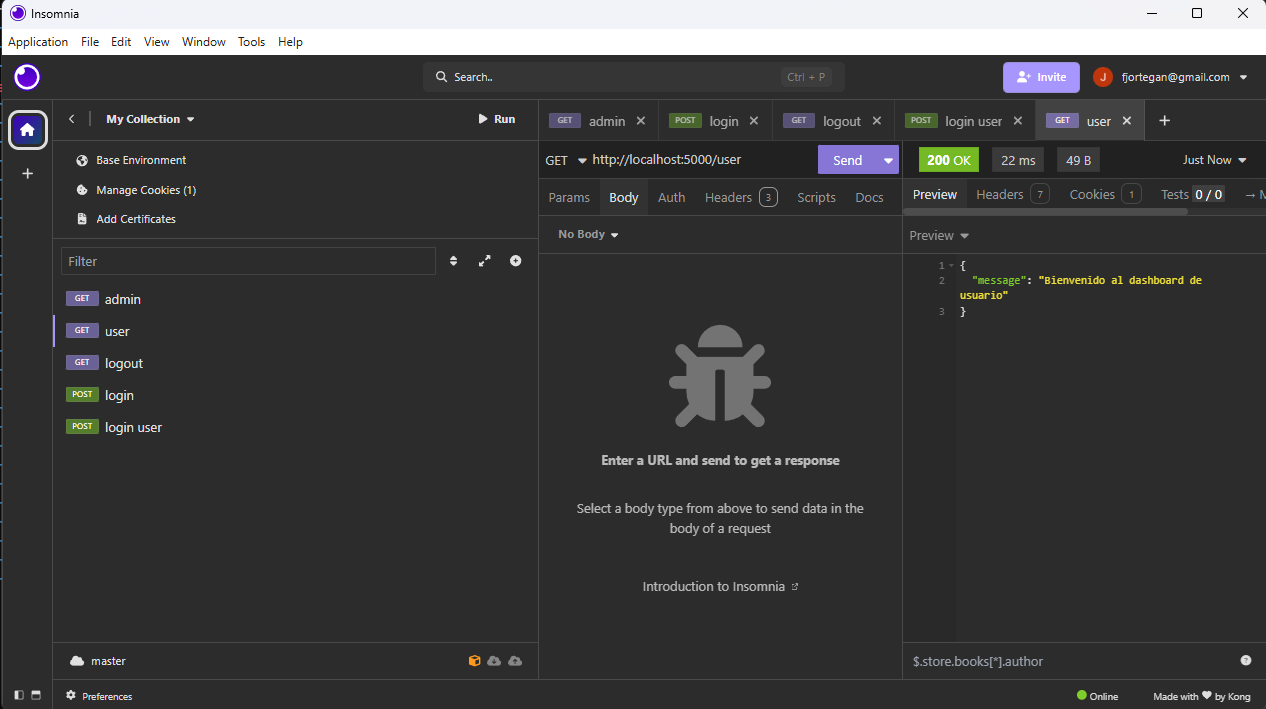 Insomnia
Application File Edit View Window Tools Help
Search.. Ctrl + P
Invite
J
fjortegan@gmail.com
My Collection
Run
Base Environment
Manage Cookies (1)
Add Certificates
Filter
GET admin
GET user
GET logout
POST login
POST login user
master
Preferences
GET admin
POST login
GET logout
POST login user
GET user
GET http://localhost:5000/user
Send
Params Body Auth Headers 3 Scripts Docs
No Body
Enter a URL and send to get a response
Select a body type from above to send data in the
body of a request
Introduction to Insomnia
200 OK 22 ms 49 B Just Now
Preview Headers 7 Cookies 1 Tests 0 / 0 → M
Preview
1 {
2 "message": "Bienvenido al dashboard de
usuario"
3 }
$.store.books[*].author
Online
Made with ❤ by Kong